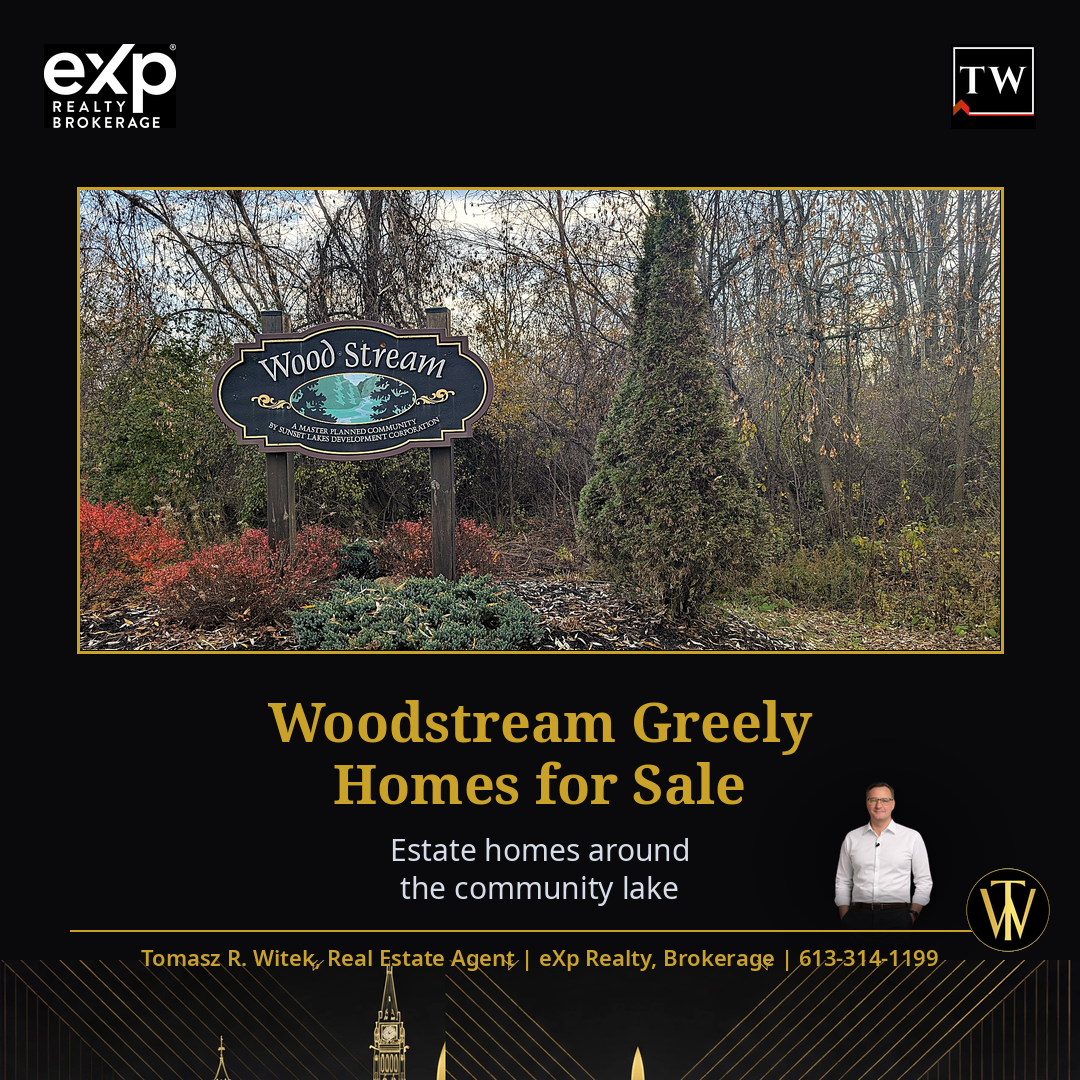 exp®
REALTY
BROKERAGE
TW
Wood Stream
A MASTER PLANNED COMMUNITY
BY SUNSET LAKES DEVELOPMENT CORPORATION
Woodstream Greely
Homes for Sale
Estate homes around
the community lake
TW
Tomasz R. Witek, Real Estate Agent | eXp Realty, Brokerage | 613-314-1199